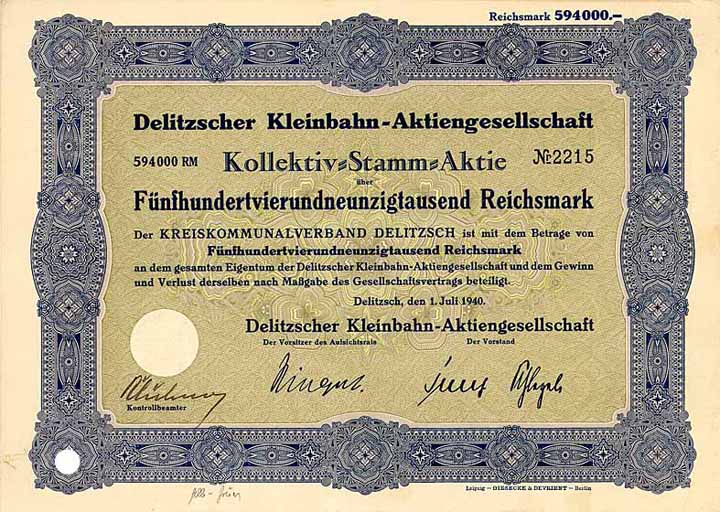 Reichsmark 594000.—
Delitzscher Kleinbahn-Aktiengesellschaft
594000 RM Kollektiv-Stamm-Aktie №2215
über
Fünfhundertvierundneunzigtausend Reichsmark
Der KREISKOMMUNALVERBAND DELITZSCH ist mit dem Betrage von
Fünfhundertvierundneunzigtausend Reichsmark
an dem gesamten Eigentum der Delitzscher Kleinbahn-Aktiengesellschaft und dem Gewinn
und Verlust derselben nach Maßgabe des Gesellschaftsvertrags beteiligt.
Delitzsch, den 1. Juli 1940.
Delitzscher Kleinbahn-Aktiengesellschaft
Der Vorsitzer des Aufsichtsrats Der Vorstand
Kontrollbeamter
Leipzig — GIESECKE & DEVRIENT — Berlin